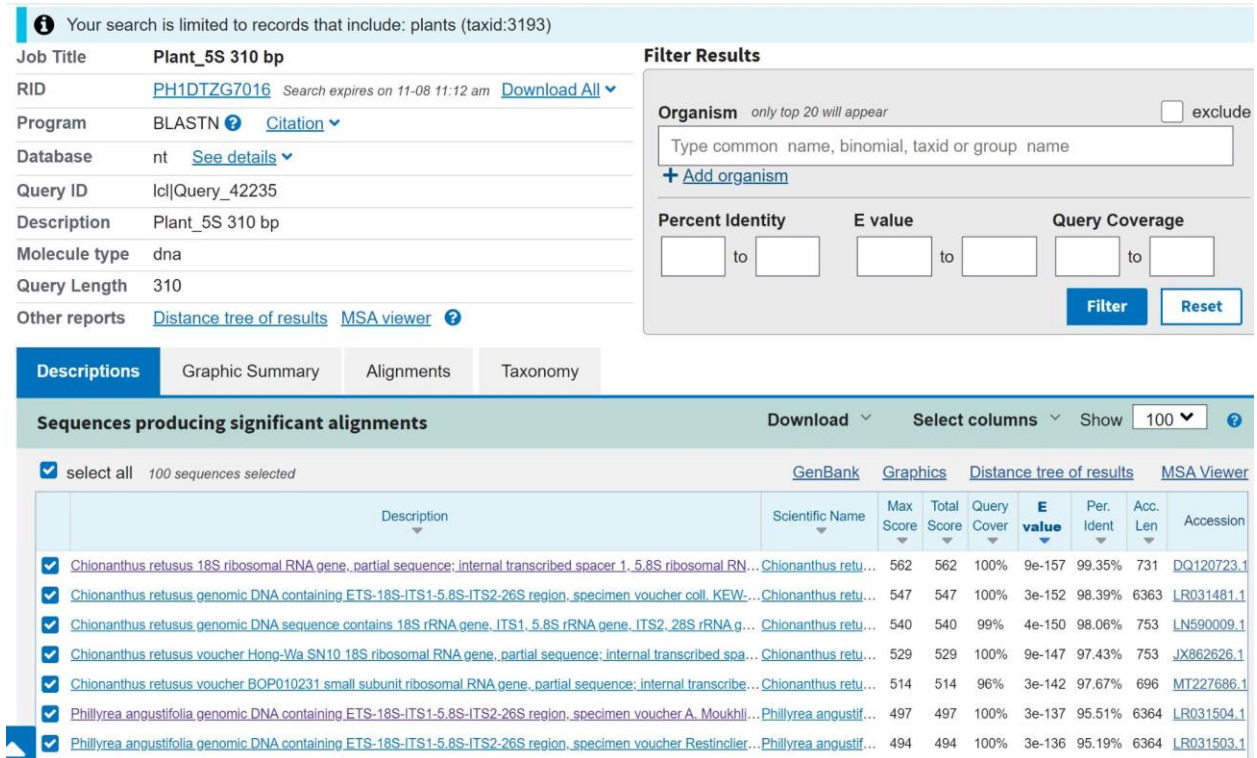 Your search is limited to records that include: plants (taxid:3193)
Job Title Plant_5S 310 bp
RID PH1DTZG7016 Search expires on 11-08 11:12 am Download All
Program BLASTN Citation
Database nt See details
Query ID lcl|Query_42235
Description Plant_5S 310 bp
Molecule type dna
Query Length 310
Other reports Distance tree of results MSA viewer
Filter Results
Organism only top 20 will appear exclude
Type common name, binomial, taxid or group name
+ Add organism
Percent Identity E value Query Coverage
to to to
Filter Reset
Descriptions Graphic Summary Alignments Taxonomy
Sequences producing significant alignments Download Select columns Show 100
select all 100 sequences selected GenBank Graphics Distance tree of results MSA Viewer
Description Scientific Name Max Score Total Score Query Cover E value Per. Ident Acc. Len Accession
Chionanthus retusus 18S ribosomal RNA gene, partial sequence; internal transcribed spacer 1, 5.8S ribosomal RN... Chionanthus retu... 562 562 100% 9e-157 99.35% 731 DQ120723.1
Chionanthus retusus genomic DNA containing ETS-18S-ITS1-5.8S-ITS2-26S region, specimen voucher coll. KEW-... Chionanthus retu... 547 547 100% 3e-152 98.39% 6363 LR031481.1
Chionanthus retusus genomic DNA sequence contains 18S rRNA gene, ITS1, 5.8S rRNA gene, ITS2, 28S rRNA g... Chionanthus retu... 540 540 99% 4e-150 98.06% 753 LN590009.1
Chionanthus retusus voucher Hong-Wa SN10 18S ribosomal RNA gene, partial sequence; internal transcribed spa... Chionanthus retu... 529 529 100% 9e-147 97.43% 753 JX862626.1
Chionanthus retusus voucher BOP010231 small subunit ribosomal RNA gene, partial sequence; internal transcribe... Chionanthus retu... 514 514 96% 3e-142 97.67% 696 MT227686.1
Phillyrea angustifolia genomic DNA containing ETS-18S-ITS1-5.8S-ITS2-26S region, specimen voucher A. Moukhli... Phillyrea angustif... 497 497 100% 3e-137 95.51% 6364 LR031504.1
Phillyrea angustifolia genomic DNA containing ETS-18S-ITS1-5.8S-ITS2-26S region, specimen voucher Restinclier... Phillyrea angustif... 494 494 100% 3e-136 95.19% 6364 LR031503.1